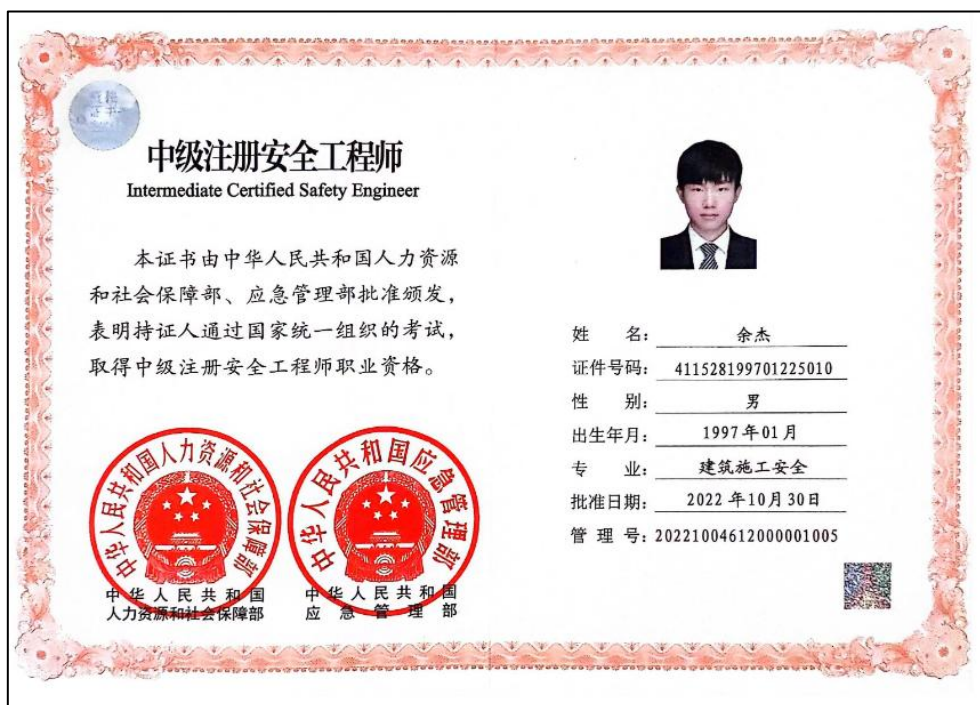 中级注册安全工程师
Intermediate Certified Safety Engineer
本证书由中华人民共和国人力资源
和社会保障部、应急管理部批准颁发，
表明持证人通过国家统一组织的考试，
取得中级注册安全工程师职业资格。
中华人民共和国人力资源和社会保障部
中华人民共和国
人力资源和社会保障部
中华人民共和国应急管理部
中华人民共和国
应急管理部
姓 名： 余杰
证件号码： 411528199701225010
性 别： 男
出生年月： 1997年01月
专 业： 建筑施工安全
批准日期： 2022年10月30日
管 理 号：20221004612000001005